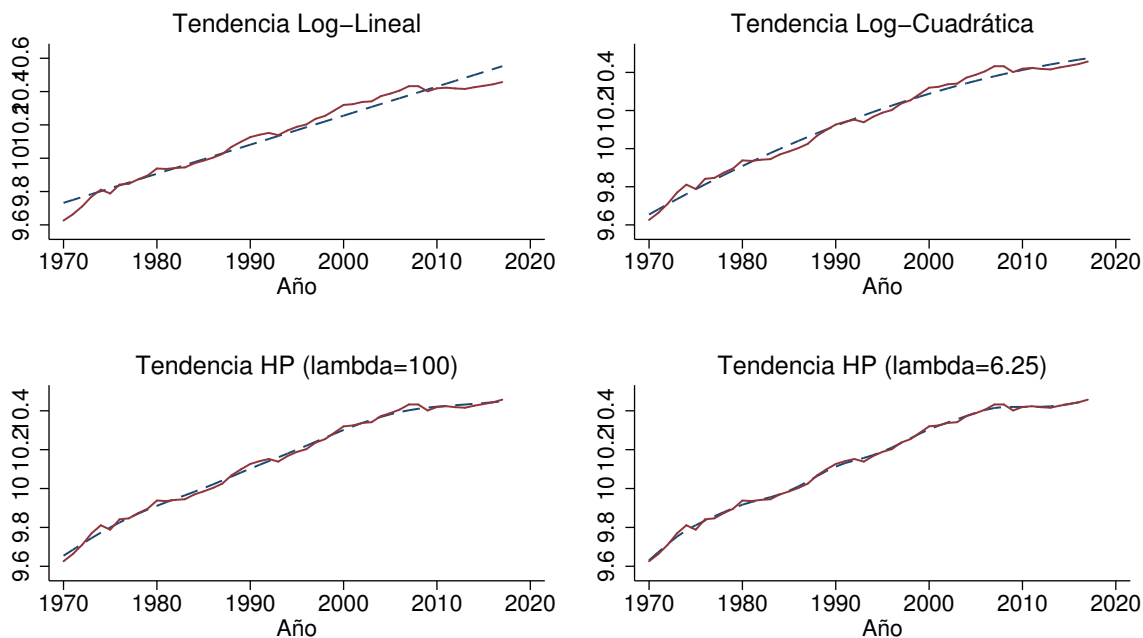 Tendencia Log−Lineal
9.6 9.8 10 10.2 10.4 10.6
1970 1980 1990 2000 2010 2020
Año
Tendencia Log−Cuadrática
9.6 9.8 10 10.2 10.4
1970 1980 1990 2000 2010 2020
Año
Tendencia HP (lambda=100)
9.6 9.8 10 10.2 10.4
1970 1980 1990 2000 2010 2020
Año
Tendencia HP (lambda=6.25)
9.6 9.8 10 10.2 10.4
1970 1980 1990 2000 2010 2020
Año